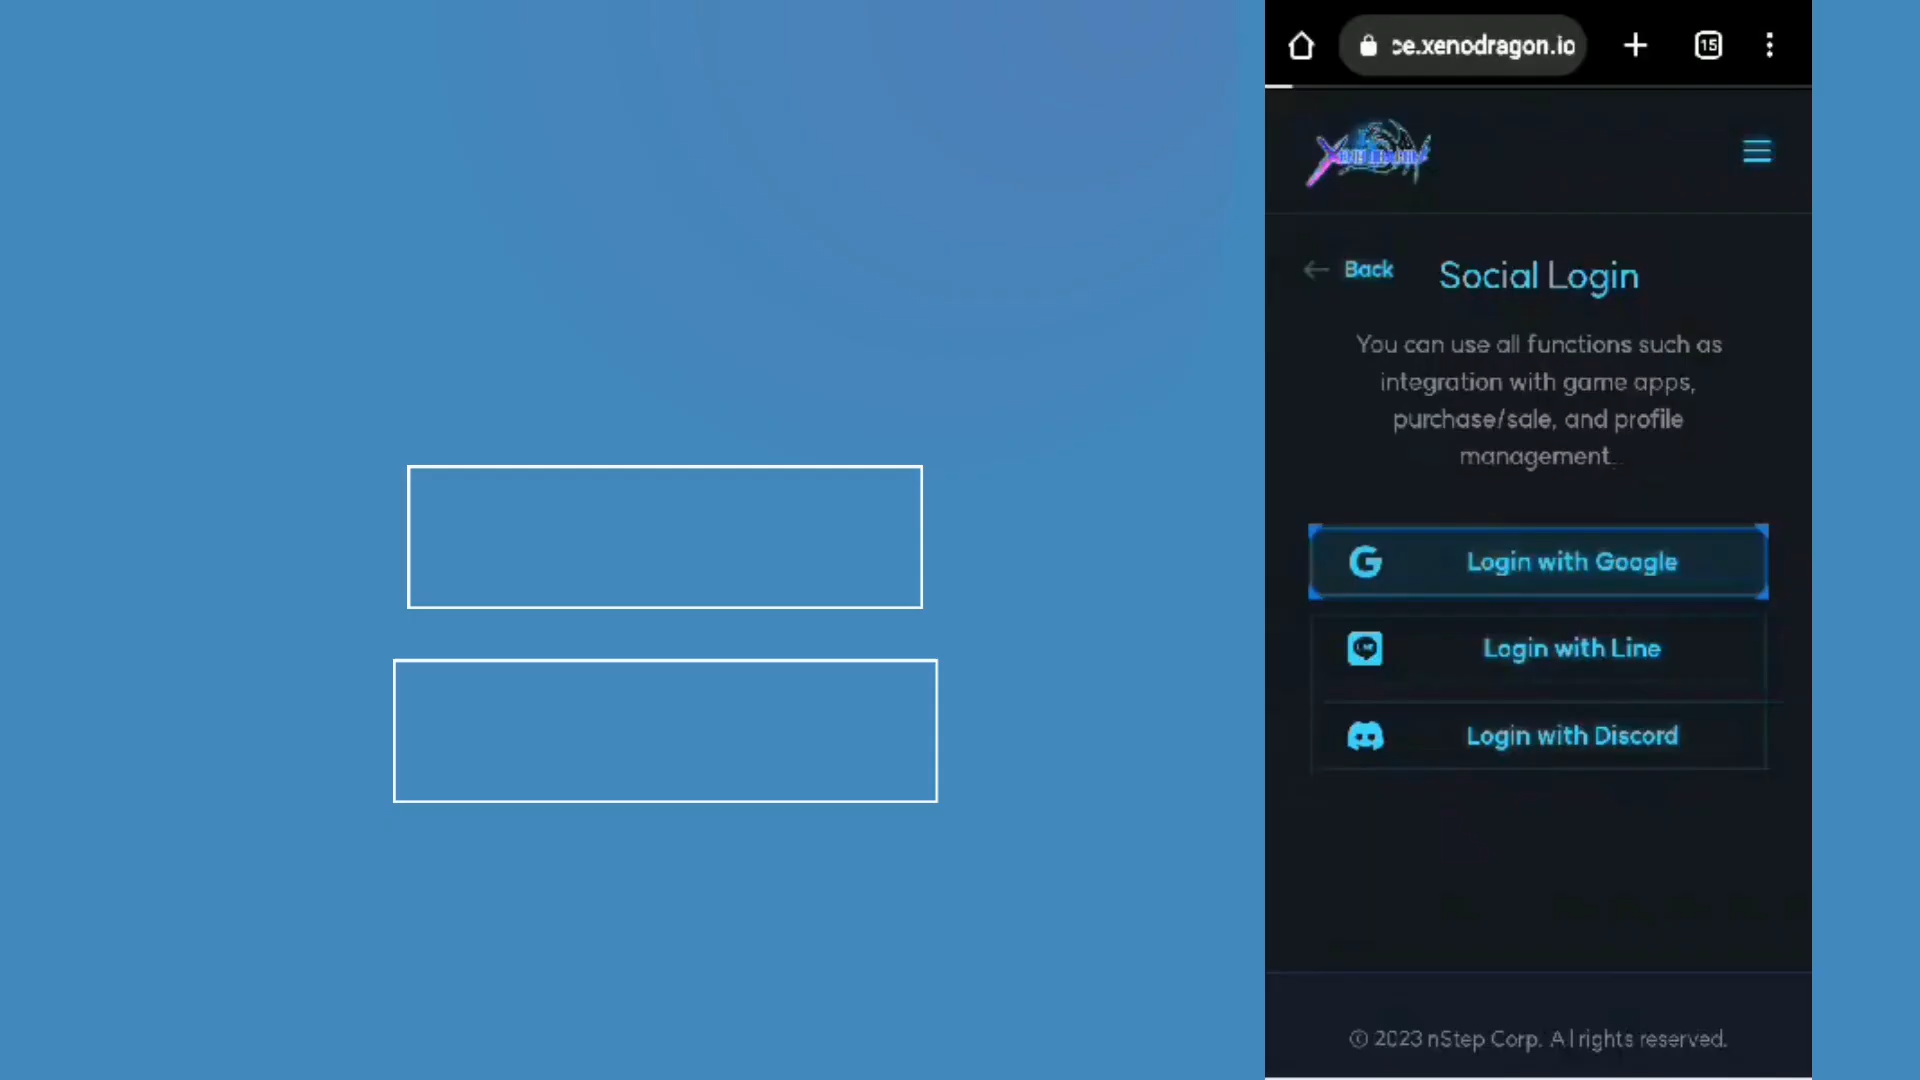 ce.xenodragon.io
15
Back
Social Login
You can use all functions such as
integration with game apps,
purchase/sale, and profile
management.
Login with Google
Login with Line
Login with Discord
© 2023 nStep Corp. All rights reserved.